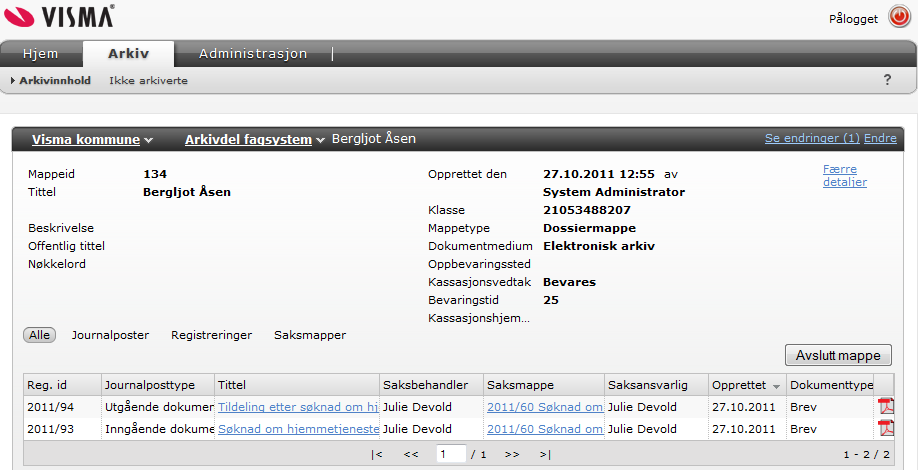 VISMA®
Pålogget
Hjem Arkiv Administrasjon |
Arkivinnhold Ikke arkiverte ?
Visma kommune Arkivdel fagsystem Bergljot Åsen Se endringer (1) Endre
Mappeid 134 Opprettet den 27.10.2011 12:55 av Færre
Tittel Bergljot Åsen System Administrator detaljer
Klasse 21053488207
Beskrivelse Mappetype Dossiermappe
Offentlig tittel Dokumentmedium Elektronisk arkiv
Nøkkelord Oppbevaringssted
Kassasjonsvedtak Bevares
Bevaringstid 25
Kassasjonshjem...
Alle Journalposter Registreringer Saksmapper
Avslutt mappe
Reg. id Journalposttype Tittel Saksbehandler Saksmappe Saksansvarlig Opprettet Dokumenttype
2011/94 Utgående dokumen Tildeling etter søknad om hj Julie Devold 2011/60 Søknad om Julie Devold 27.10.2011 Brev
2011/93 Inngående dokume Søknad om hjemmetjeneste Julie Devold 2011/60 Søknad om Julie Devold 27.10.2011 Brev
|< << 1 / 1 >> >| 1 - 2 / 2